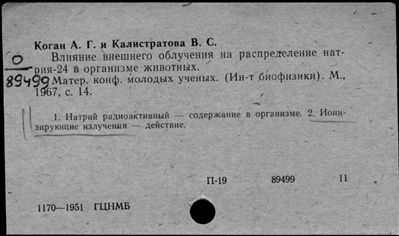 Коган А. Г. и Калистратова В. С.
О Влияние внешнего облучения на распределение нат-
рия-24 в организме животных.
89499 Матер. конф. молодых ученых. (Ин-т биофизики). М.,
1967, с. 14.
1. Натрий радиоактивный — содержание в организме. 2. Иони-
зирующие излучения — действие.
П-19 89499 11
1170—1951 ГЦНМБ